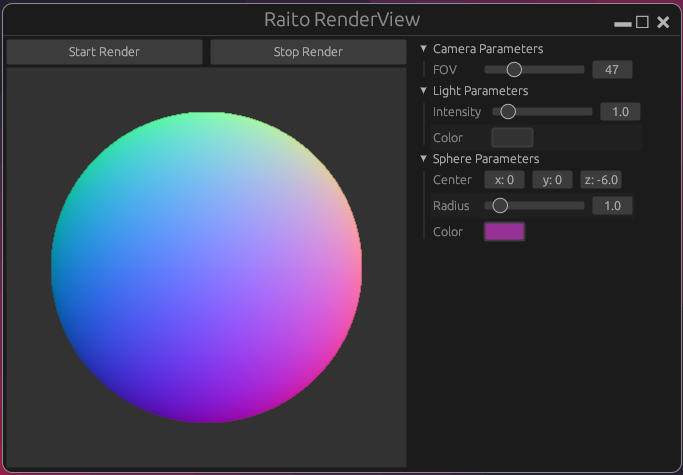 Raito RenderView
Start Render
Stop Render
Camera Parameters
FOV 47
Light Parameters
Intensity 1.0
Color
Sphere Parameters
Center x: 0 y: 0 z: -6.0
Radius 1.0
Color